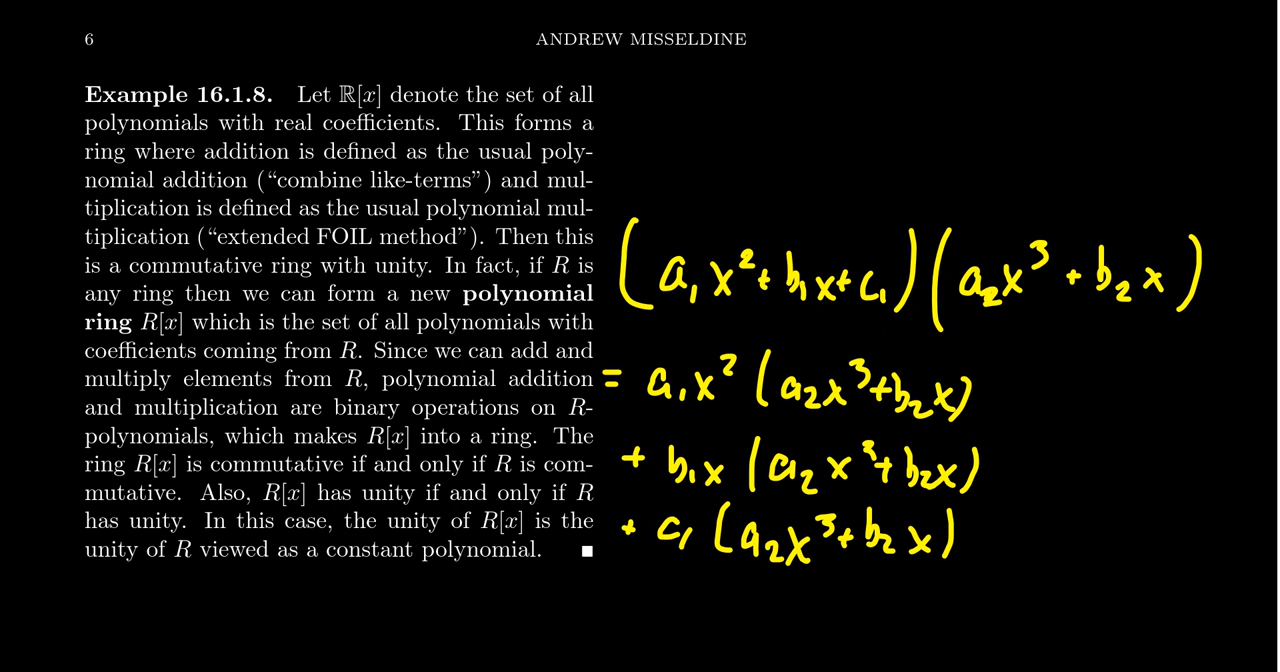 6
ANDREW MISSELDINE
Example 16.1.8. Let ℝ[x] denote the set of all
polynomials with real coefficients. This forms a
ring where addition is defined as the usual poly-
nomial addition (“combine like-terms”) and mul-
tiplication is defined as the usual polynomial mul-
tiplication (“extended FOIL method”). Then this
is a commutative ring with unity. In fact, if R is
any ring then we can form a new polynomial
ring R[x] which is the set of all polynomials with
coefficients coming from R. Since we can add and
multiply elements from R, polynomial addition
and multiplication are binary operations on R-
polynomials, which makes R[x] into a ring. The
ring R[x] is commutative if and only if R is com-
mutative. Also, R[x] has unity if and only if R
has unity. In this case, the unity of R[x] is the
unity of R viewed as a constant polynomial. ■
(a₁x² + b₁x + c₁)(a₂x³ + b₂x)
= a₁x² (a₂x³ + b₂x)
+ b₁x (a₂x³ + b₂x)
+ c₁ (a₂x³ + b₂x)